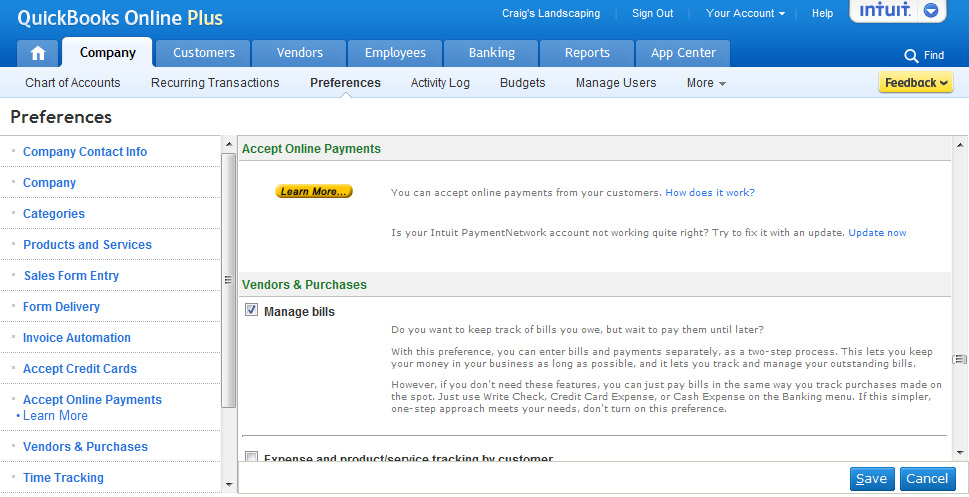 QuickBooks Online Plus
Craig's Landscaping
Sign Out
Your Account
Help
intuit.
Company
Customers
Vendors
Employees
Banking
Reports
App Center
Find
Chart of Accounts
Recurring Transactions
Preferences
Activity Log
Budgets
Manage Users
More
Feedback
Preferences
Company Contact Info
Company
Categories
Products and Services
Sales Form Entry
Form Delivery
Invoice Automation
Accept Credit Cards
Accept Online Payments
• Learn More
Vendors & Purchases
Time Tracking
Accept Online Payments
Learn More...
You can accept online payments from your customers. How does it work?
Is your Intuit PaymentNetwork account not working quite right? Try to fix it with an update. Update now
Vendors & Purchases
Manage bills
Do you want to keep track of bills you owe, but wait to pay them until later?
With this preference, you can enter bills and payments separately, as a two-step process. This lets you keep
your money in your business as long as possible, and it lets you track and manage your outstanding bills.
However, if you don't need these features, you can just pay bills in the same way you track purchases made on
the spot. Just use Write Check, Credit Card Expense, or Cash Expense on the Banking menu. If this simpler,
one-step approach meets your needs, don't turn on this preference.
Expense and product/service tracking by customer
Save
Cancel